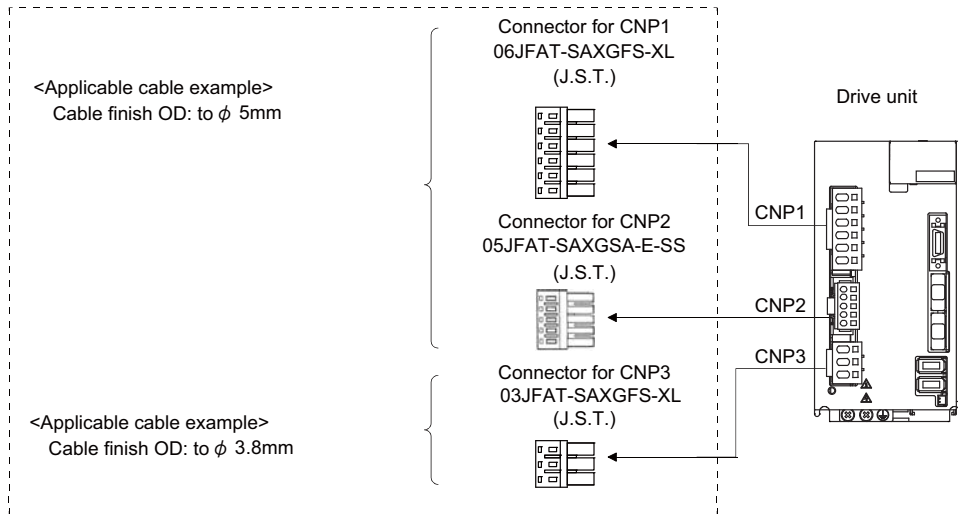 Connector for CNP1
06JFAT-SAXGFS-XL
(J.S.T.)
<Applicable cable example>
Cable finish OD: to ϕ 5mm
Drive unit
CNP1
Connector for CNP2
05JFAT-SAXGSA-E-SS
(J.S.T.)
CNP2
CNP3
Connector for CNP3
03JFAT-SAXGFS-XL
(J.S.T.)
<Applicable cable example>
Cable finish OD: to ϕ 3.8mm